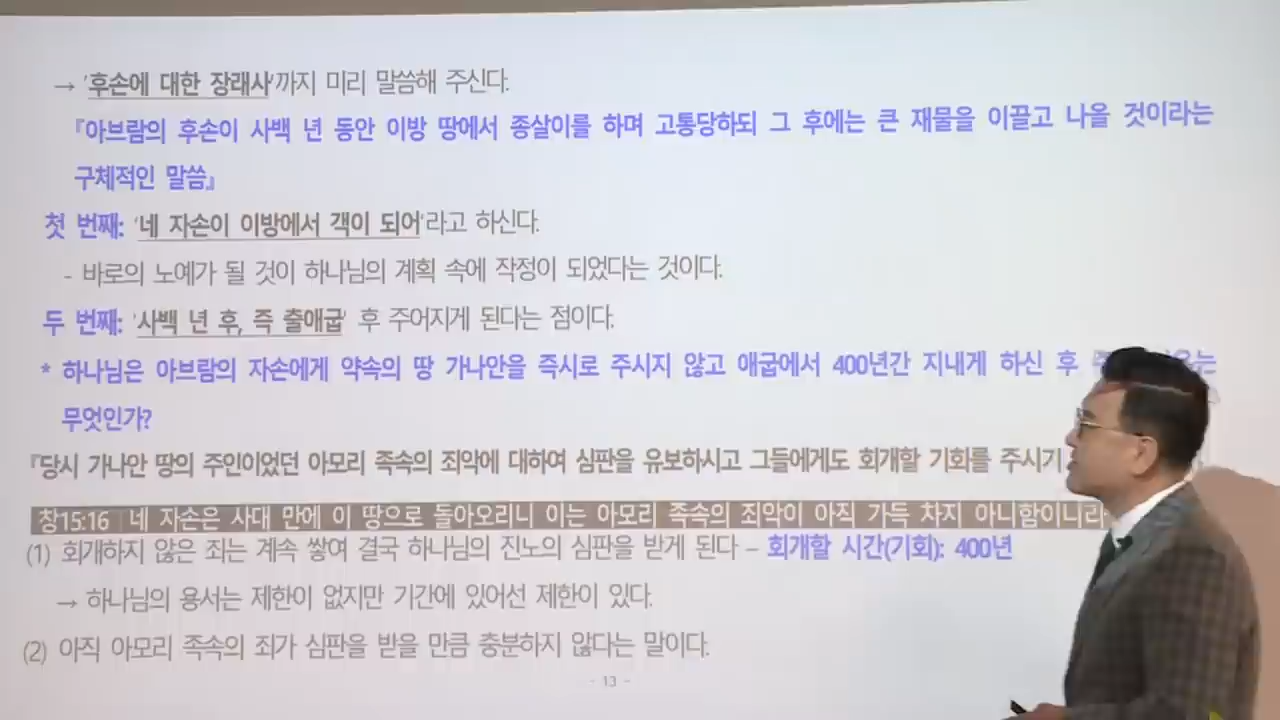 → '후손에 대한 장래사'까지 미리 말씀해 주신다.
『아브람의 후손이 사백 년 동안 이방 땅에서 종살이를 하며 고통당하되 그 후에는 큰 재물을 이끌고 나올 것이라는
구체적인 말씀』
첫 번째: '네 자손이 이방에서 객이 되어'라고 하신다.
- 바로의 노예가 될 것이 하나님의 계획 속에 작정이 되었다는 것이다.
두 번째: '사백 년 후, 즉 출애굽' 후 주어지게 된다는 점이다.
* 하나님은 아브람의 자손에게 약속의 땅 가나안을 즉시로 주시지 않고 애굽에서 400년간 지내게 하신 후
무엇인가?
『당시 가나안 땅의 주인이었던 아모리 족속의 죄악에 대하여 심판을 유보하시고 그들에게도 회개할 기회를 주시기
창15:16 네 자손은 사대 만에 이 땅으로 돌아오리니 이는 아모리 족속의 죄악이 아직 가득 차지 아니함이니라
(1) 회개하지 않은 죄는 계속 쌓여 결국 하나님의 진노의 심판을 받게 된다 – 회개할 시간(기회): 400년
→ 하나님의 용서는 제한이 없지만 기간에 있어선 제한이 있다.
(2) 아직 아모리 족속의 죄가 심판을 받을 만큼 충분하지 않다는 말이다.
- 13 -